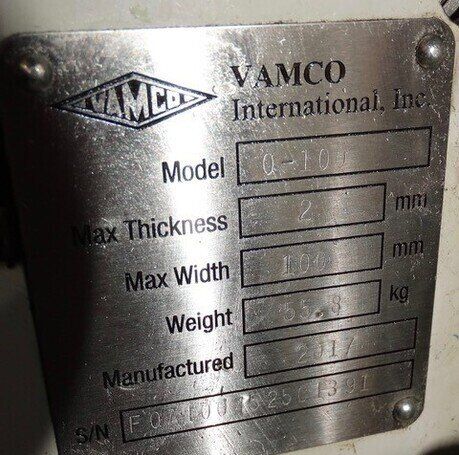 VAMCO
VAMCO
International, Inc.
Model Q-100
Max Thickness 2 mm
Max Width 100 mm
Weight 55.8 kg
Manufactured 2017
S/N